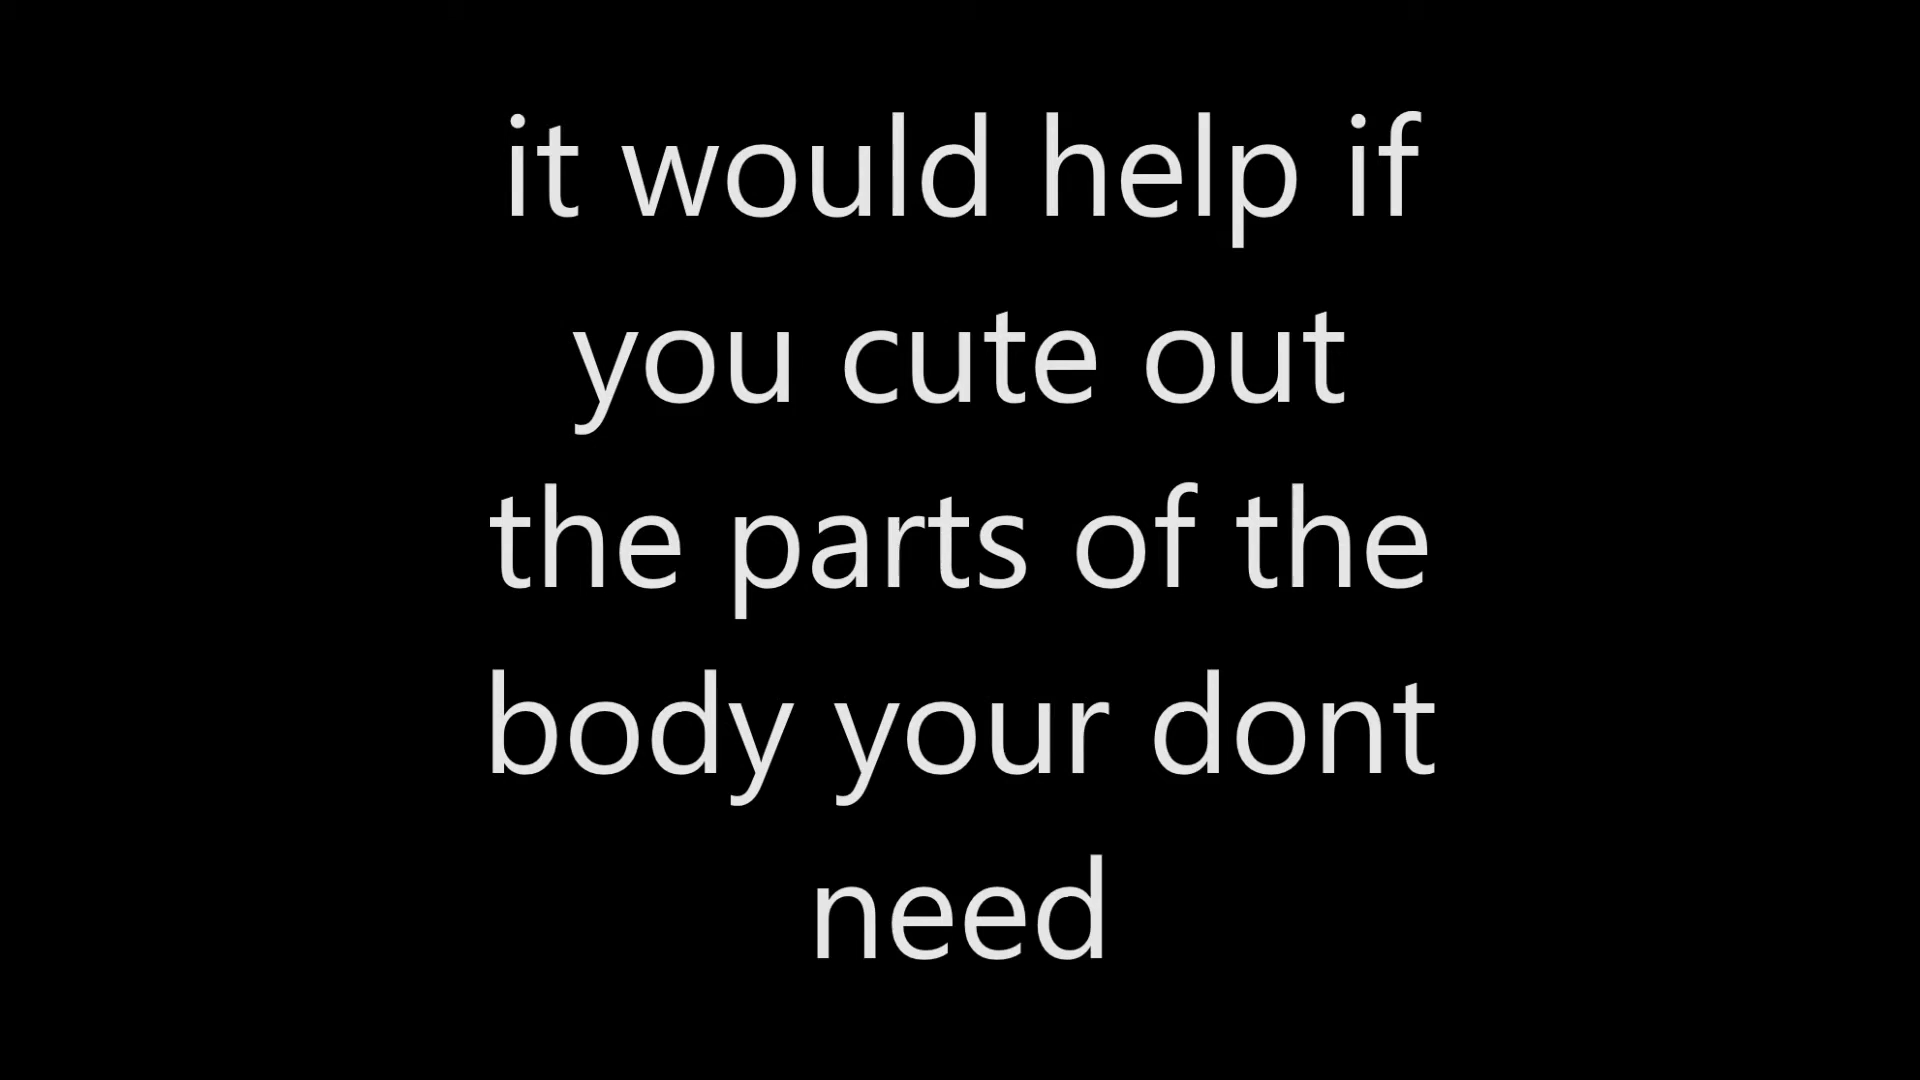 it would help if
you cute out
the parts of the
body your dont
need